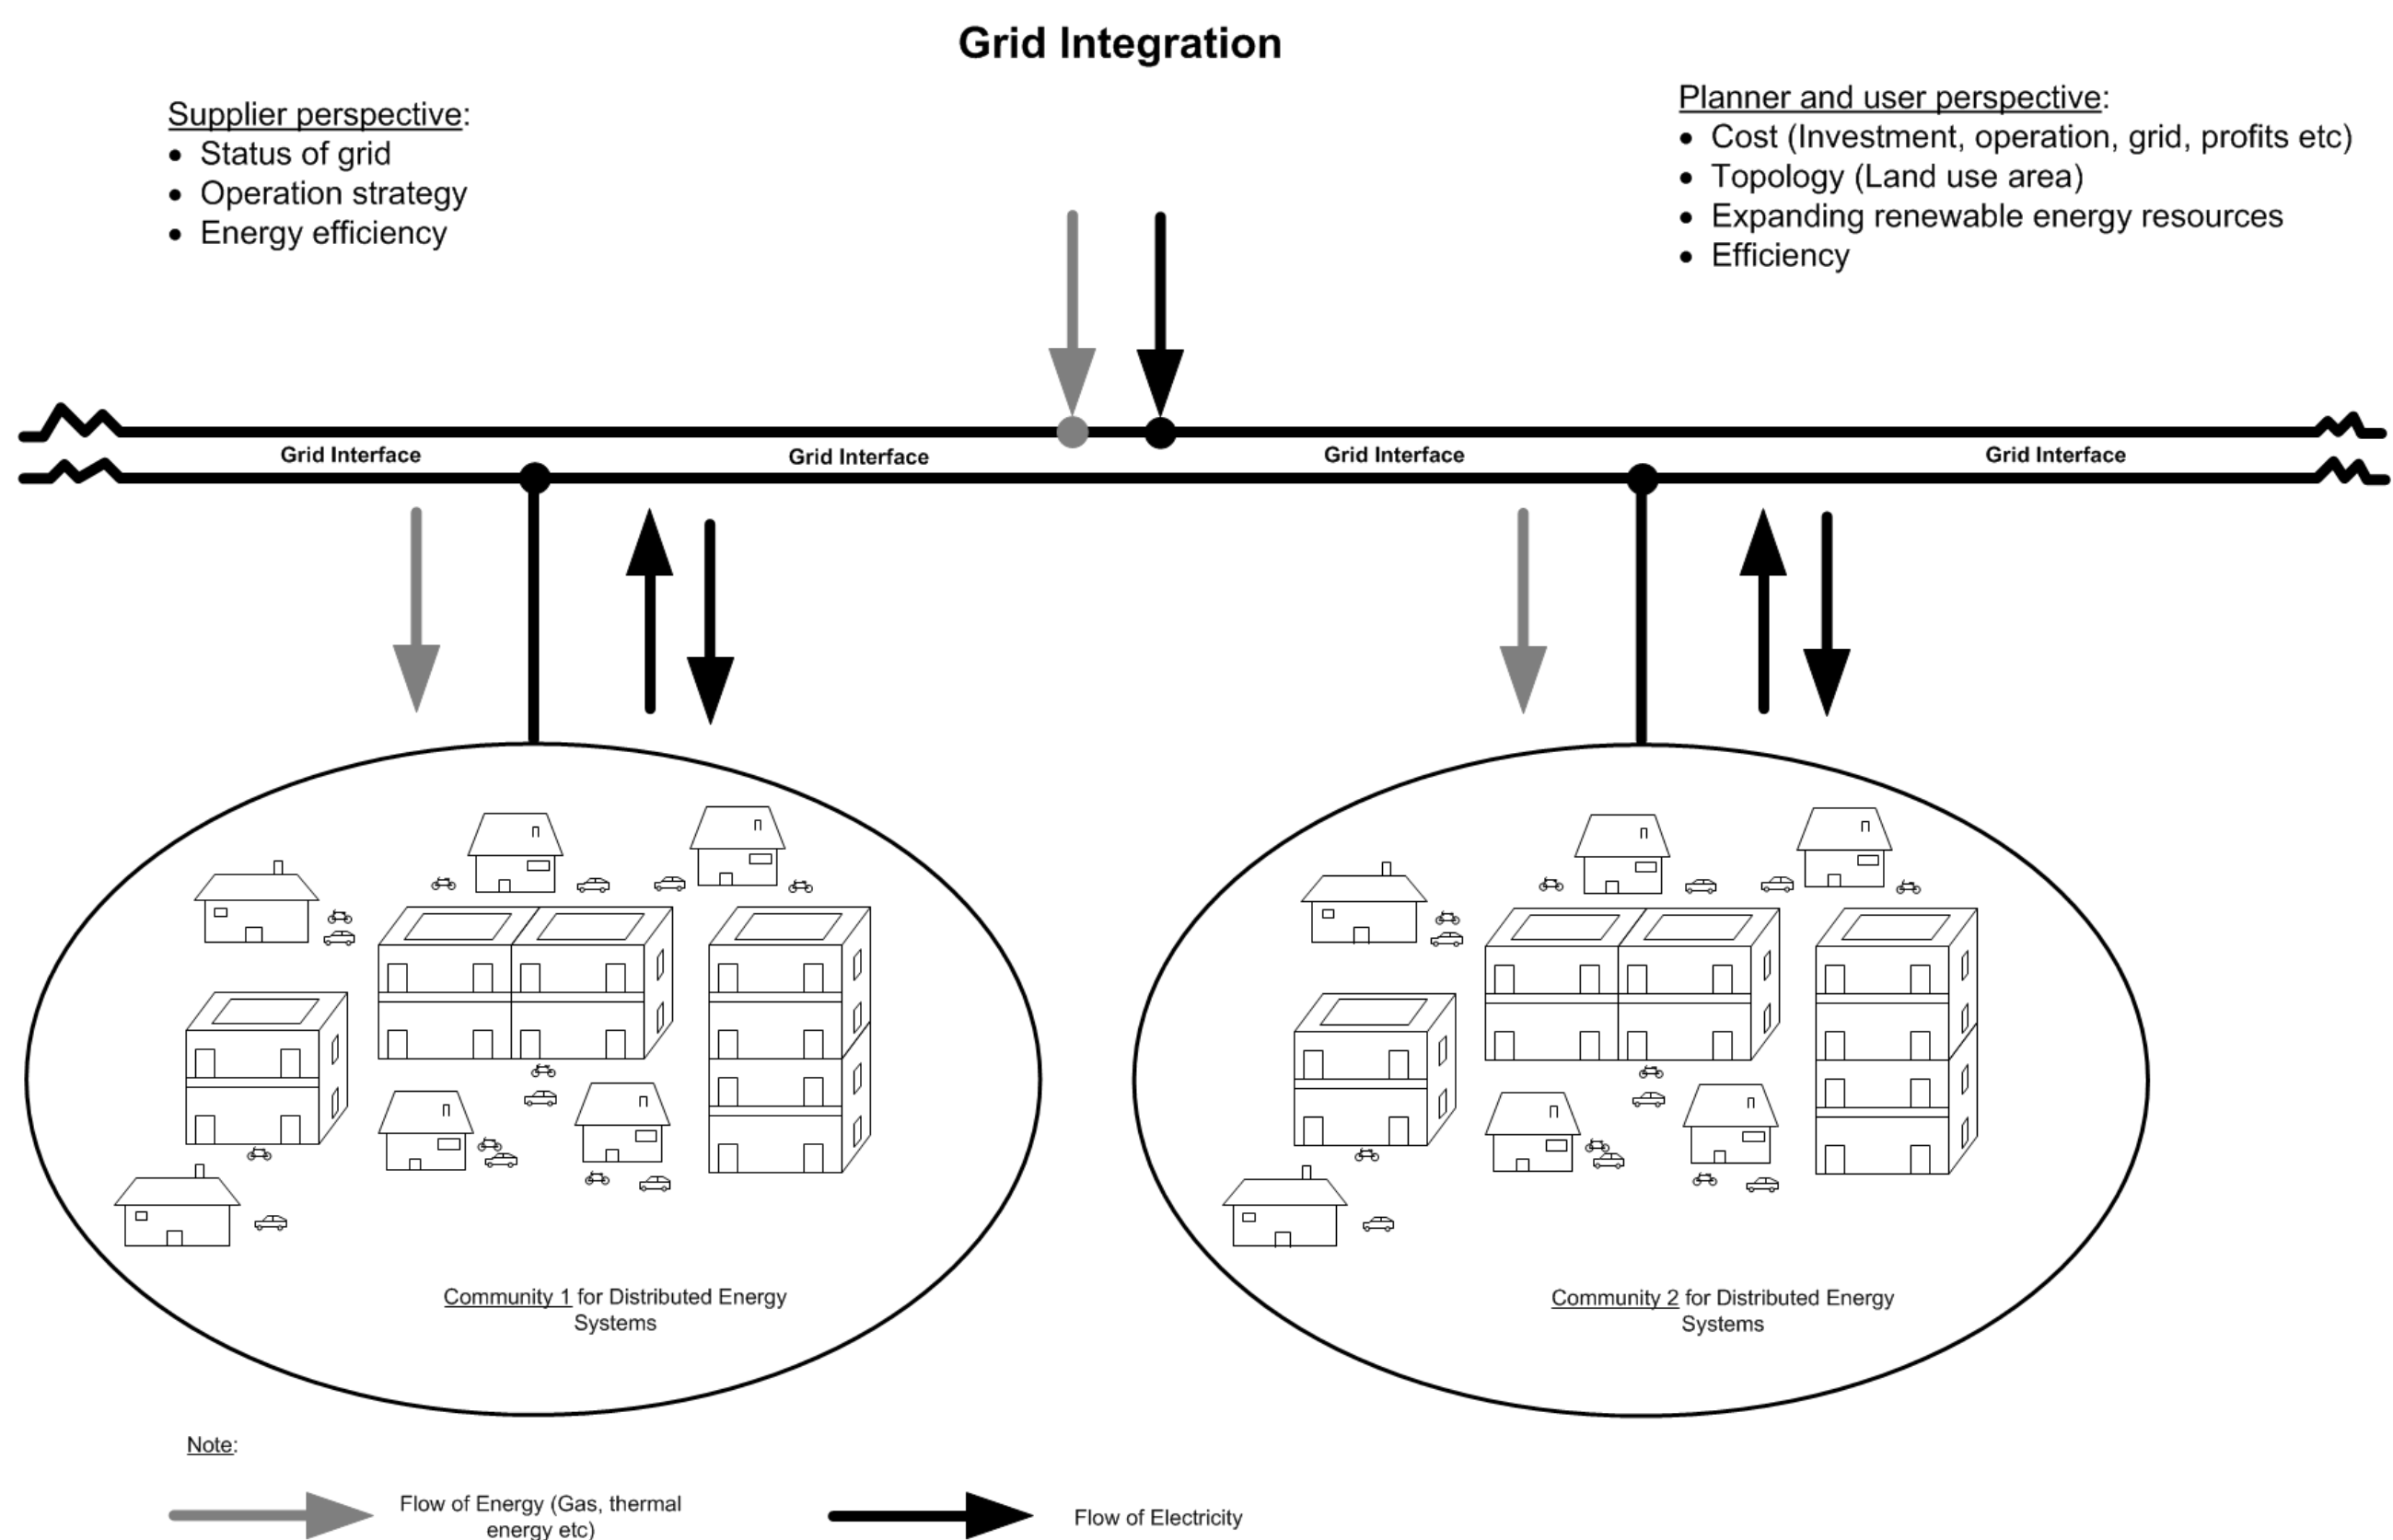 Grid Integration
Supplier perspective:
• Status of grid
• Operation strategy
• Energy efficiency
Planner and user perspective:
• Cost (Investment, operation, grid, profits etc)
• Topology (Land use area)
• Expanding renewable energy resources
• Efficiency
Grid Interface
Grid Interface
Grid Interface
Grid Interface
Community 1 for Distributed Energy
Systems
Community 2 for Distributed Energy
Systems
Note:
Flow of Energy (Gas, thermal
energy etc)
Flow of Electricity